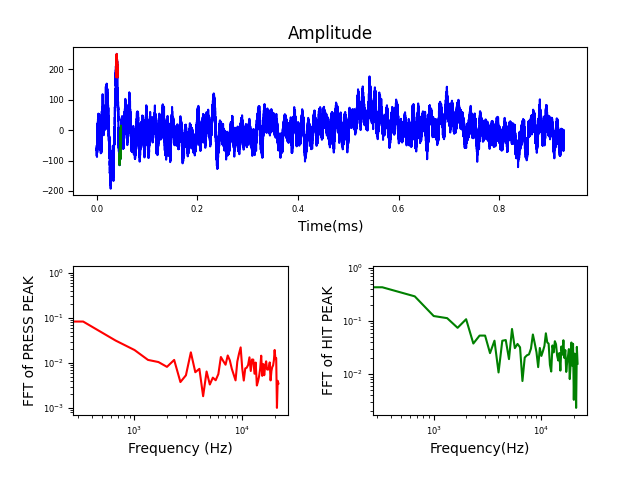 Amplitude
200
100
0
−100
−200
0.0 0.2 0.4 0.6 0.8
Time(ms)
FFT of PRESS PEAK
10⁰
10⁻¹
10⁻²
10⁻³
10³ 10⁴
Frequency (Hz)
FFT of HIT PEAK
10⁰
10⁻¹
10⁻²
10³ 10⁴
Frequency(Hz)